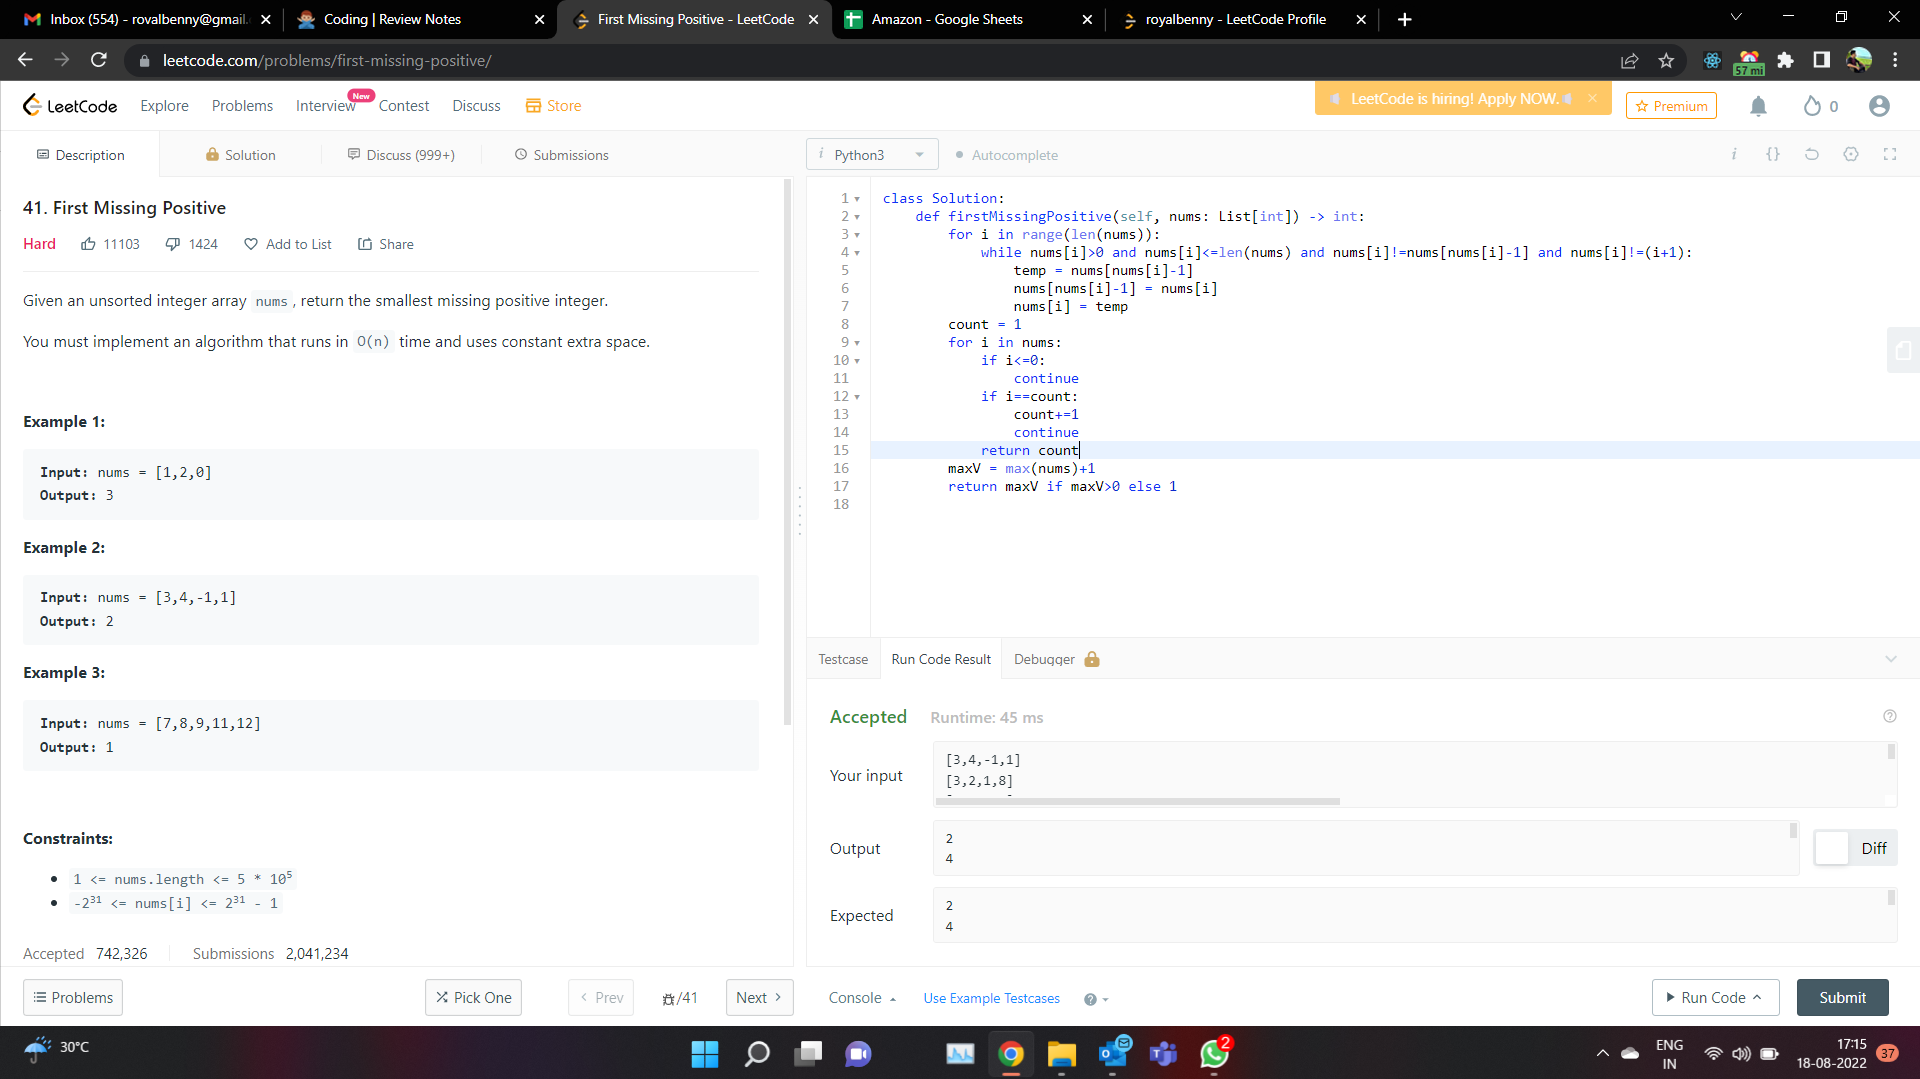 Inbox (554) - rovalbenny@gmail.
Coding | Review Notes
First Missing Positive - LeetCode
Amazon - Google Sheets
royalbenny - LeetCode Profile
leetcode.com/problems/first-missing-positive/
57 mi
LeetCode
Explore
Problems
Interview
New
Contest
Discuss
Store
LeetCode is hiring! Apply NOW.
Premium
0
Description
Solution
Discuss (999+)
Submissions
i Python3
Autocomplete
41. First Missing Positive
Hard 11103 1424 Add to List Share
Given an unsorted integer array nums, return the smallest missing positive integer.
You must implement an algorithm that runs in O(n) time and uses constant extra space.
Example 1:
Input: nums = [1,2,0]
Output: 3
Example 2:
Input: nums = [3,4,-1,1]
Output: 2
Example 3:
Input: nums = [7,8,9,11,12]
Output: 1
Constraints:
1 <= nums.length <= 5 * 10⁵
-2³¹ <= nums[i] <= 2³¹ - 1
Accepted 742,326 Submissions 2,041,234
Problems
Pick One
Prev
/41
Next
1 class Solution:
2 def firstMissingPositive(self, nums: List[int]) -> int:
3 for i in range(len(nums)):
4 while nums[i]>0 and nums[i]<=len(nums) and nums[i]!=nums[nums[i]-1] and nums[i]!=(i+1):
5 temp = nums[nums[i]-1]
6 nums[nums[i]-1] = nums[i]
7 nums[i] = temp
8 count = 1
9 for i in nums:
10 if i<=0:
11 continue
12 if i==count:
13 count+=1
14 continue
15 return count
16 maxV = max(nums)+1
17 return maxV if maxV>0 else 1
18
Testcase
Run Code Result
Debugger
Accepted Runtime: 45 ms
Your input
[3,4,-1,1]
[3,2,1,8]
Output
2
4
Diff
Expected
2
4
Console
Use Example Testcases
Run Code
Submit
30°C
2
ENG
IN
17:15
18-08-2022
37